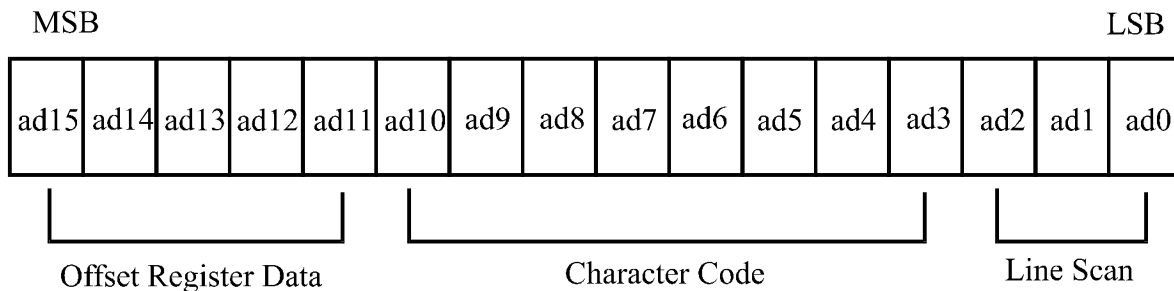 MSB LSB
ad15 ad14 ad13 ad12 ad11 ad10 ad9 ad8 ad7 ad6 ad5 ad4 ad3 ad2 ad1 ad0
Offset Register Data Character Code Line Scan